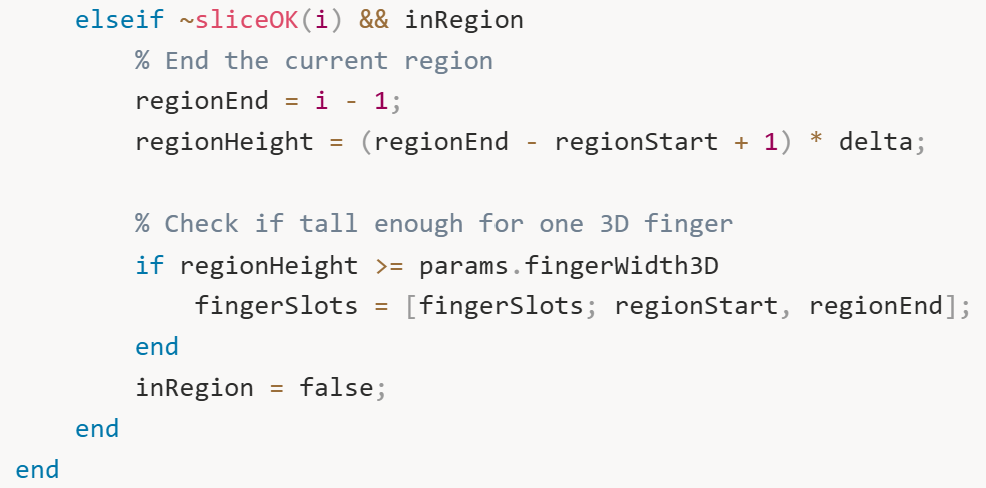 elseif ~sliceOK(i) && inRegion
% End the current region
regionEnd = i - 1;
regionHeight = (regionEnd - regionStart + 1) * delta;
% Check if tall enough for one 3D finger
if regionHeight >= params.fingerWidth3D
fingerSlots = [fingerSlots; regionStart, regionEnd];
end
inRegion = false;
end
end